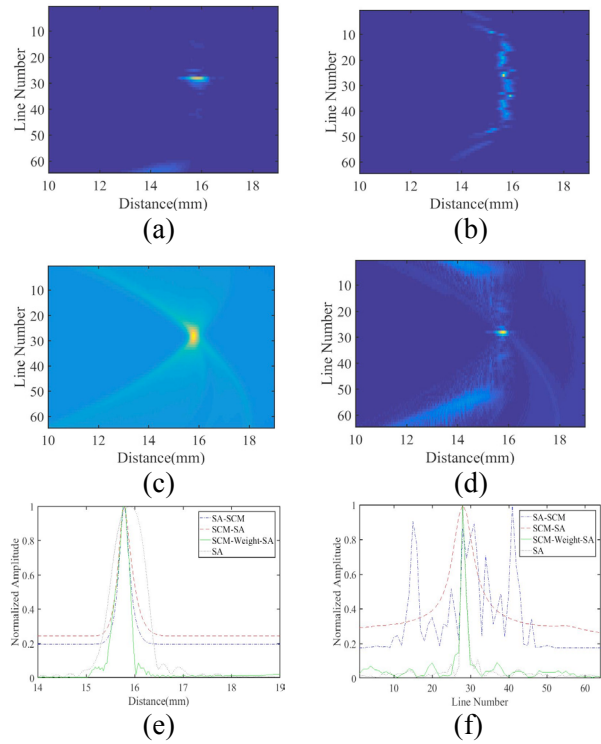 10
20
30
40
50
60
Line Number
10 12 14 16 18
Distance(mm)
(a)
10
20
30
40
50
60
Line Number
10 12 14 16 18
Distance(mm)
(b)
10
20
30
40
50
60
Line Number
10 12 14 16 18
Distance(mm)
(c)
10
20
30
40
50
60
Line Number
10 12 14 16 18
Distance(mm)
(d)
1
0.8
0.6
0.4
0.2
0
Normalized Amplitude
SA-SCM
SCM-SA
SCM-Weight-SA
SA
14 15 16 17 18 19
Distance(mm)
(e)
1
0.8
0.6
0.4
0.2
0
Normalized Amplitude
SA-SCM
SCM-SA
SCM-Weight-SA
SA
10 20 30 40 50 60
Line Number
(f)